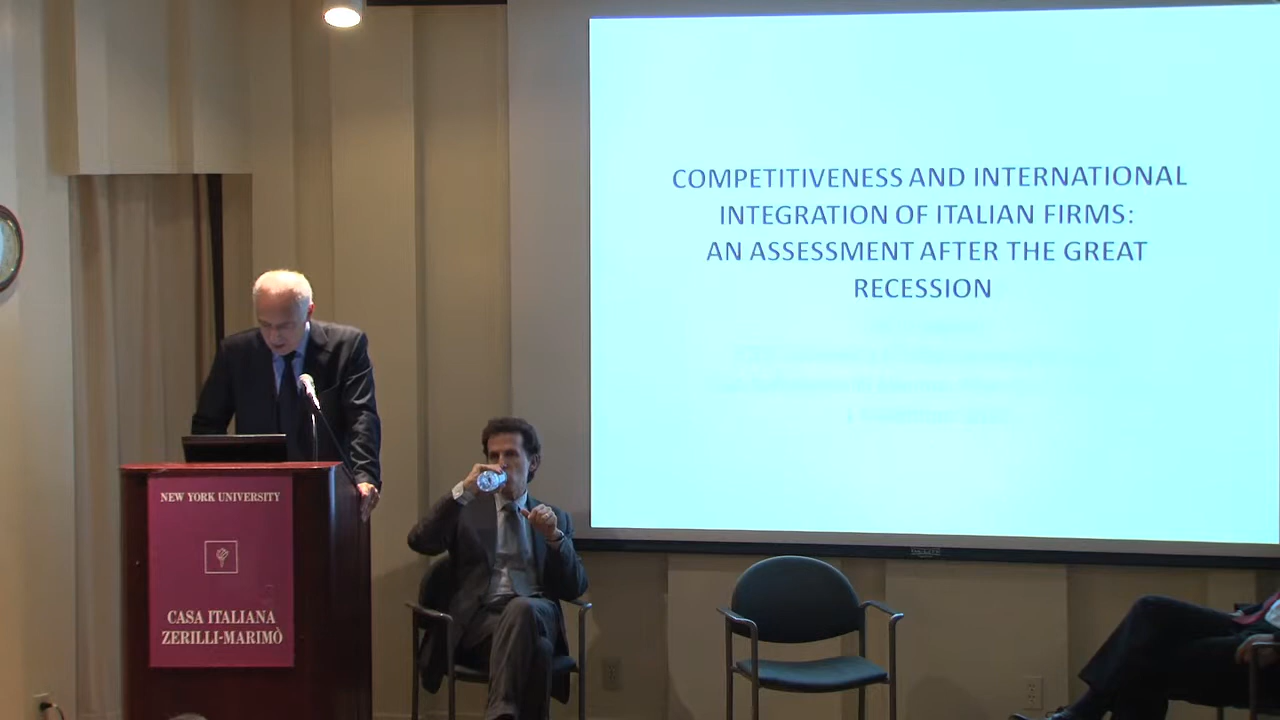 COMPETITIVENESS AND INTERNATIONAL
INTEGRATION OF ITALIAN FIRMS:
AN ASSESSMENT AFTER THE GREAT
RECESSION
NEW YORK UNIVERSITY
CASA ITALIANA
ZERILLI-MARIMÒ